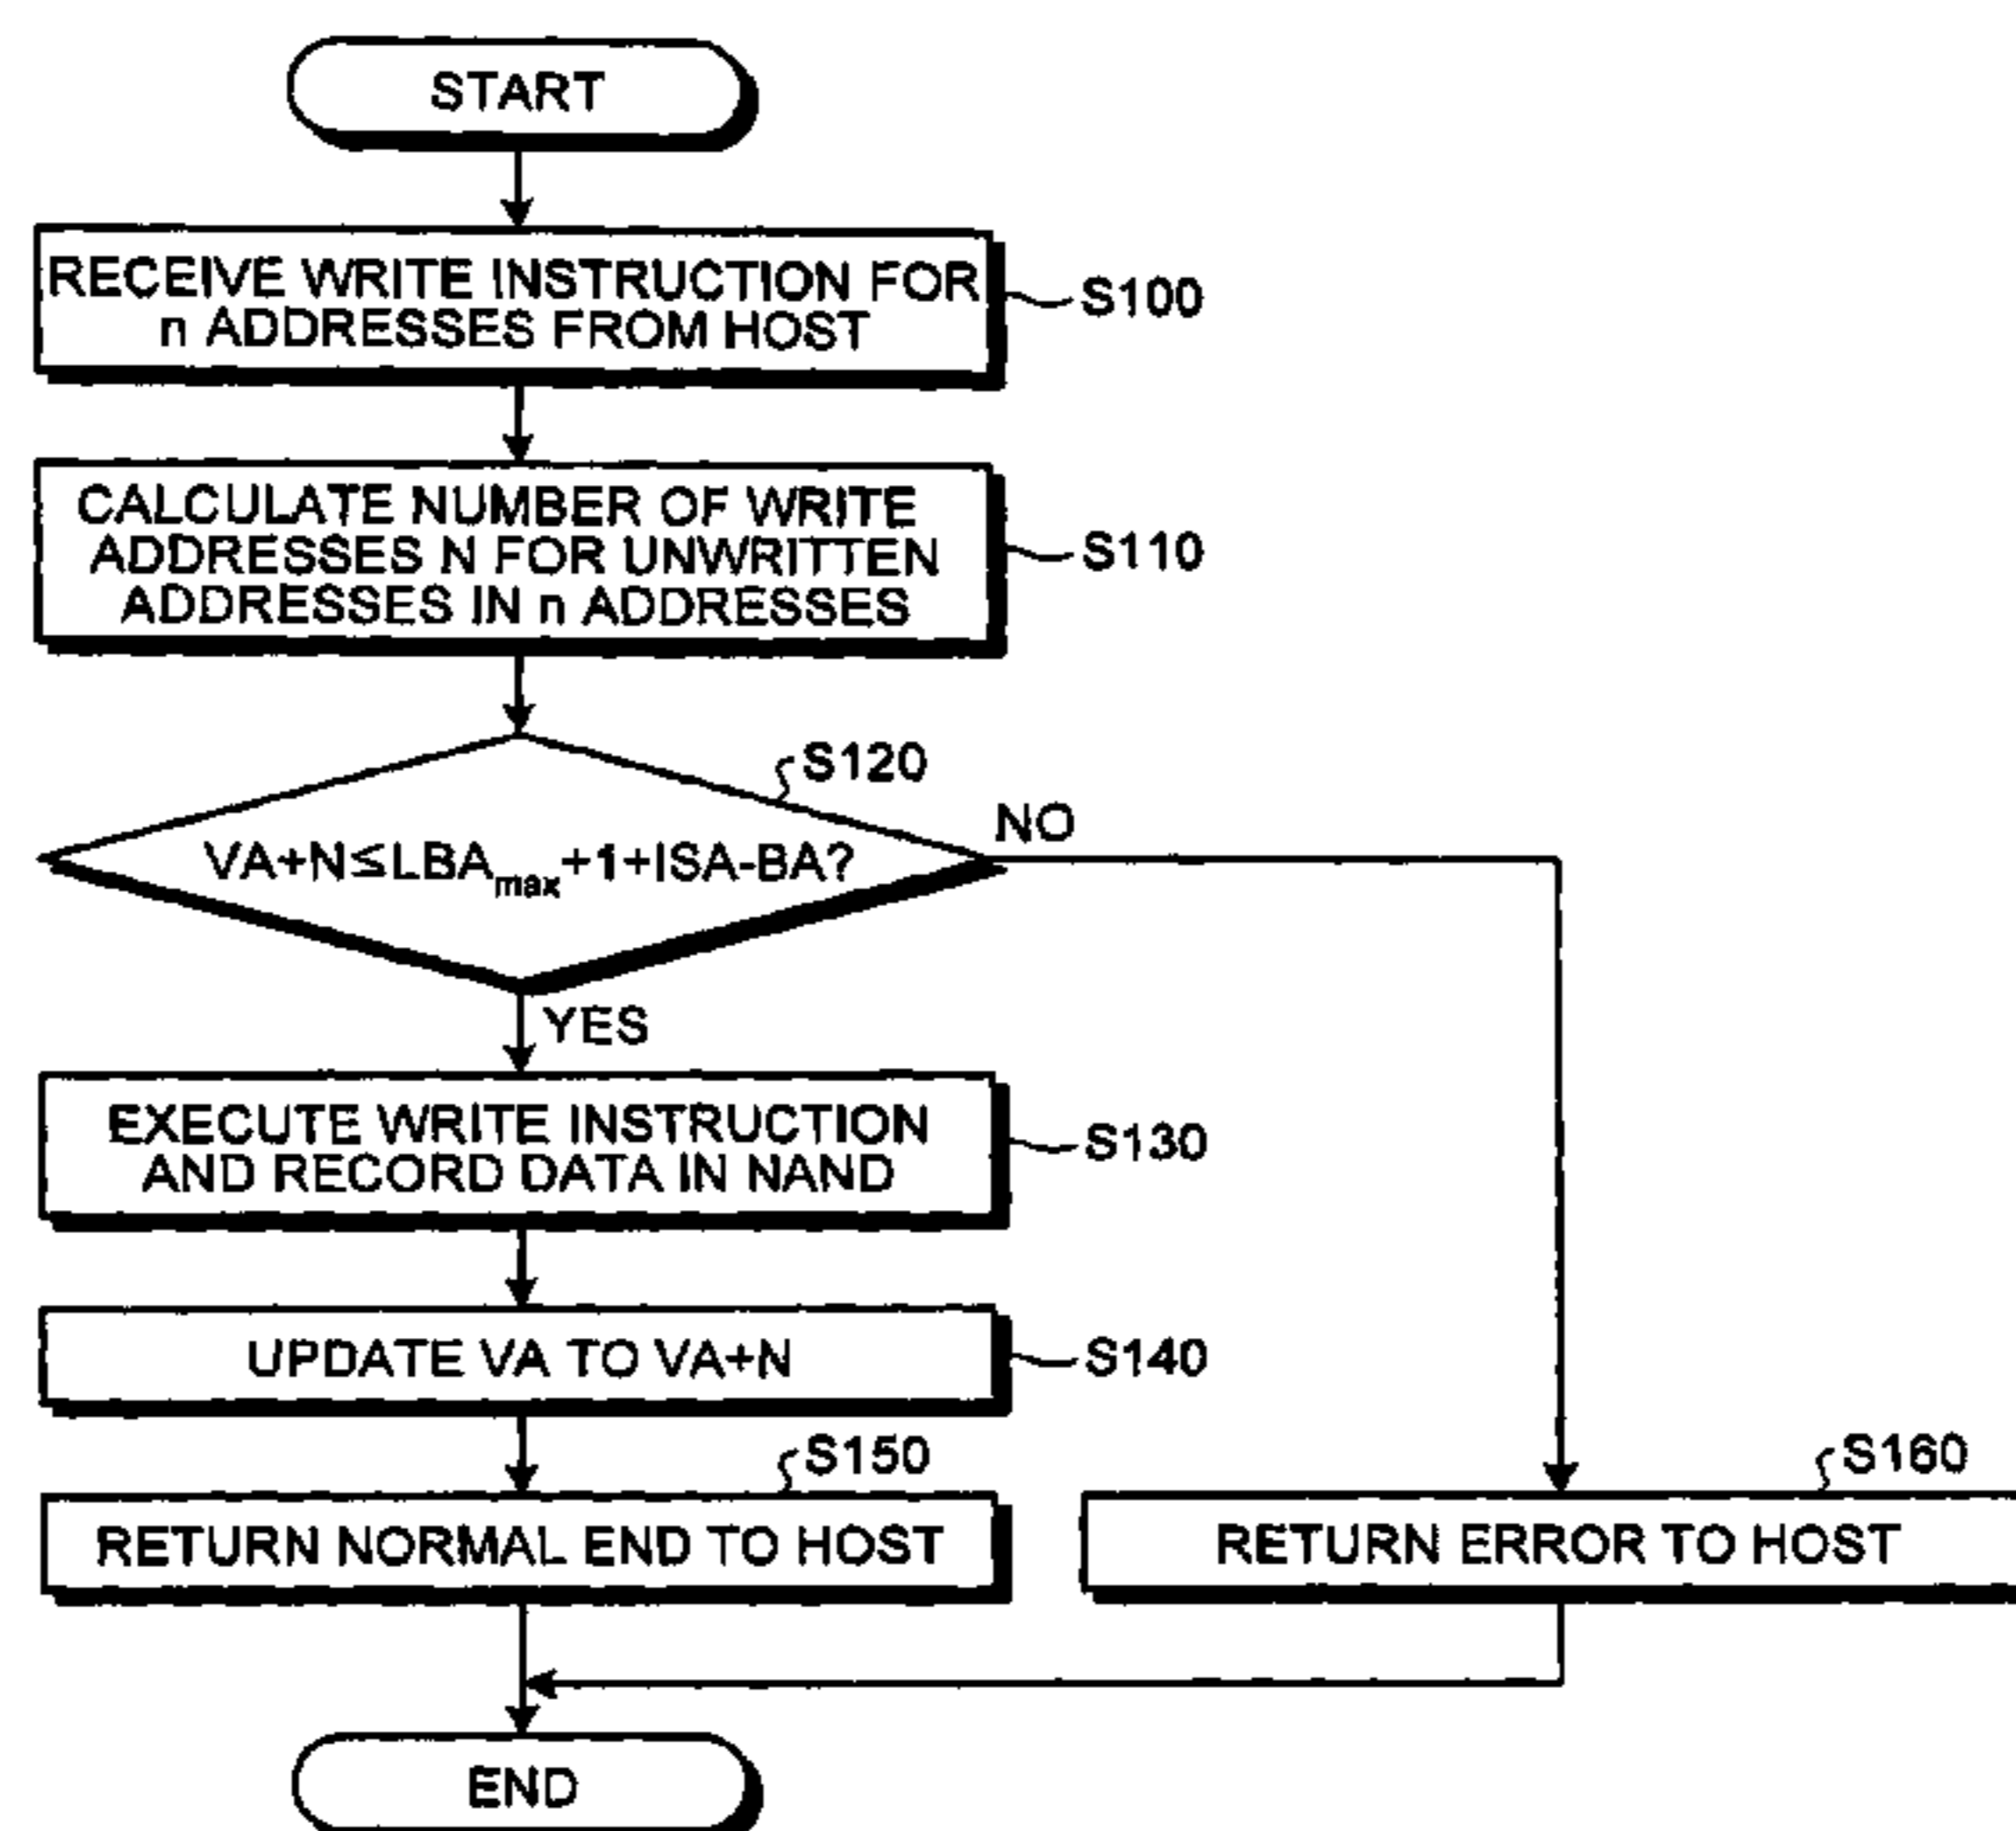 START
RECEIVE WRITE INSTRUCTION FOR
n ADDRESSES FROM HOST
S100
CALCULATE NUMBER OF WRITE
ADDRESSES N FOR UNWRITTEN
ADDRESSES IN n ADDRESSES
S110
S120
VA+N≤LBAmax+1+ISA-BA?
NO
YES
EXECUTE WRITE INSTRUCTION
AND RECORD DATA IN NAND
S130
UPDATE VA TO VA+N
S140
S150
RETURN NORMAL END TO HOST
S160
RETURN ERROR TO HOST
END